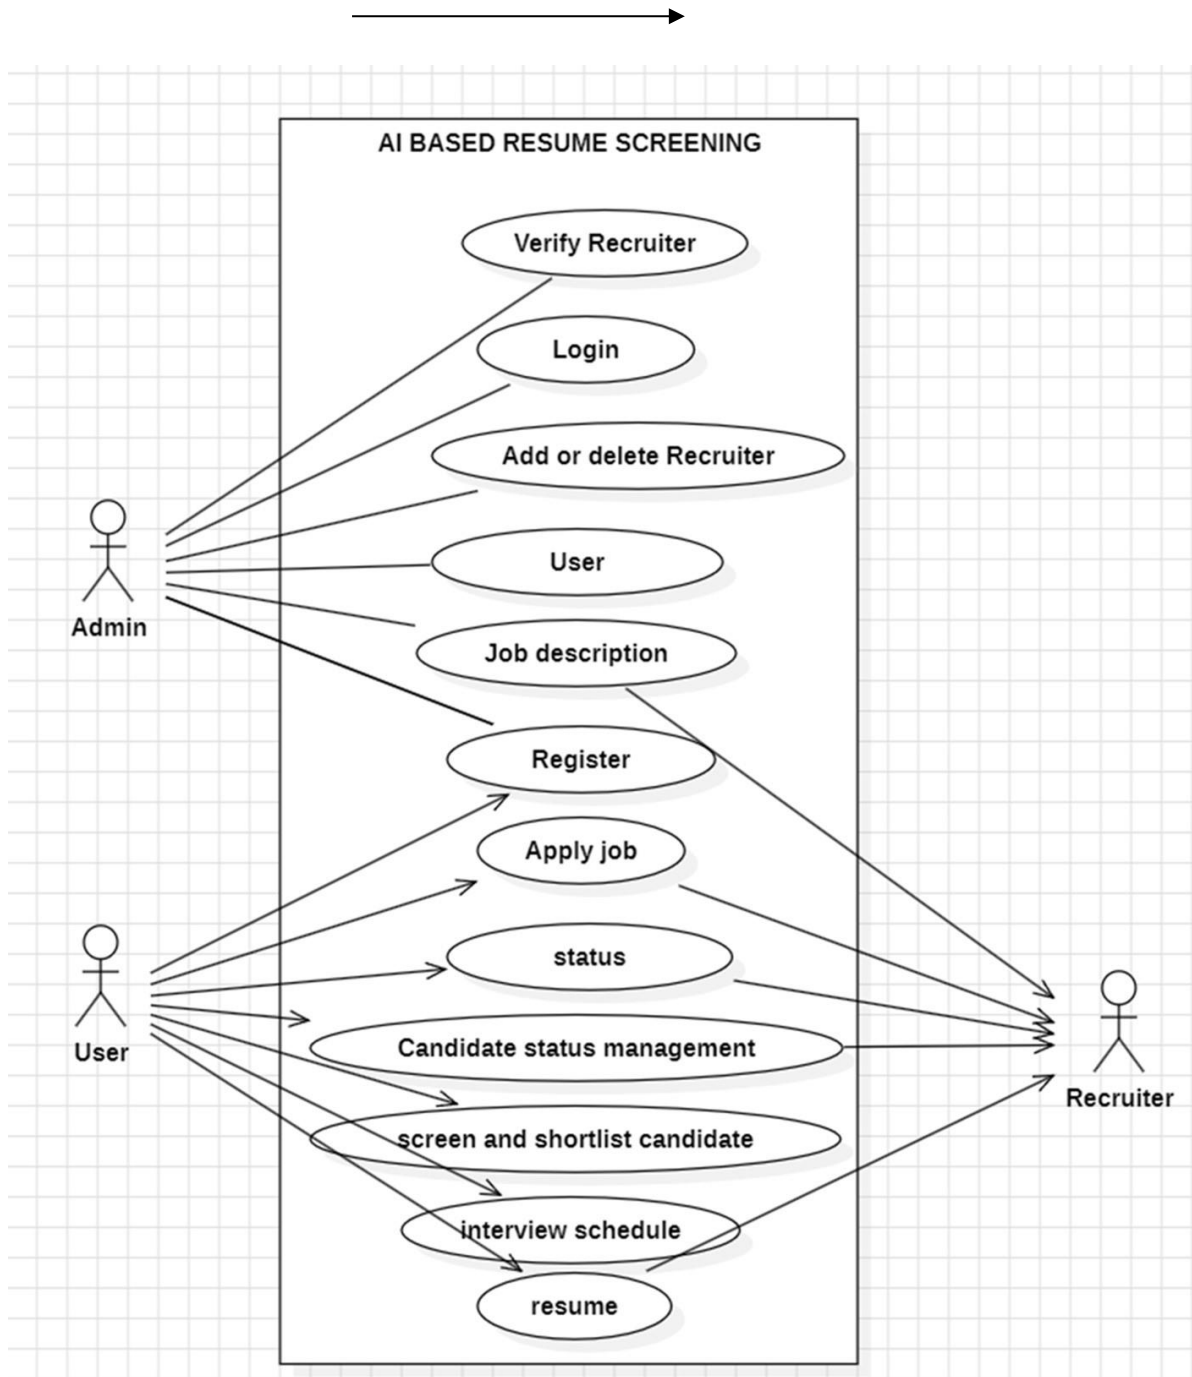 AI BASED RESUME SCREENING
Verify Recruiter
Login
Add or delete Recruiter
User
Admin
Job description
Register
Apply job
status
User
Candidate status management
Recruiter
screen and shortlist candidate
interview schedule
resume